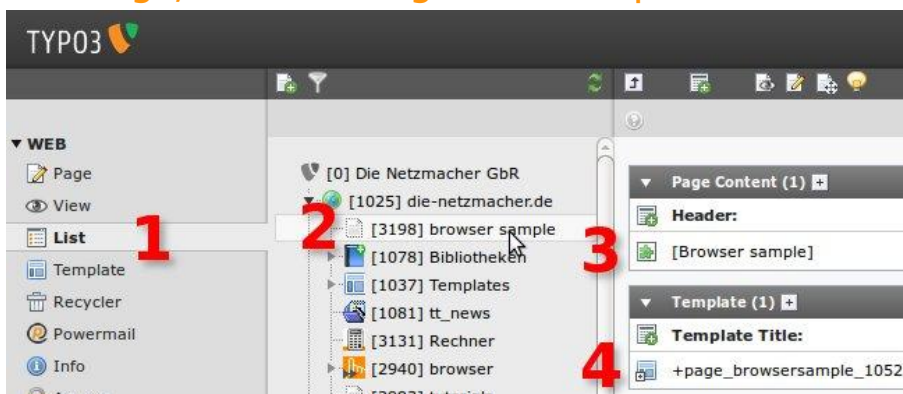 TYPO3
WEB
Page
View
List
Template
Recycler
Powermail
Info
1
[0] Die Netzmacher GbR
[1025] die-netzmacher.de
2
[3198] browser sample
[1078] Bibliotheken
[1037] Templates
[1081] tt_news
[3131] Rechner
[2940] browser
Page Content (1)
Header:
3
[Browser sample]
Template (1)
Template Title:
4
+page_browsersample_1052